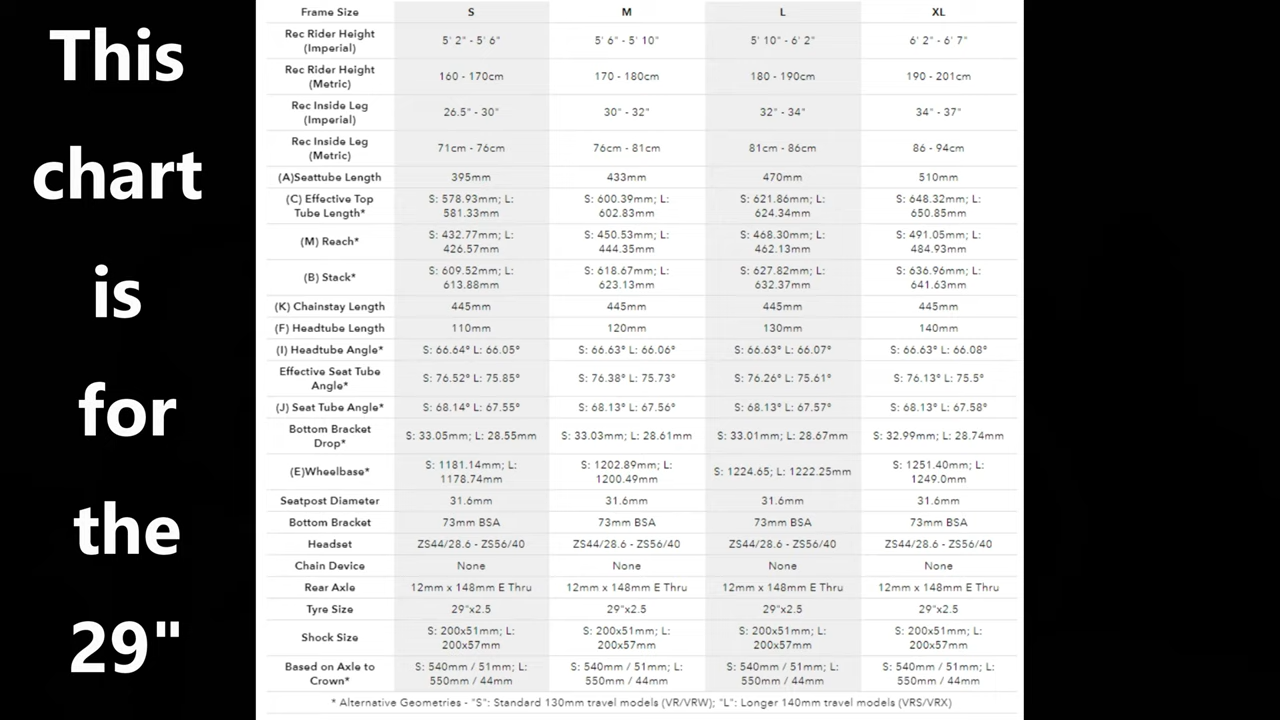 This
chart
is
for
the
29"
Frame Size S M L XL
Rec Rider Height (Imperial) 5' 2" - 5' 6" 5' 6" - 5' 10" 5' 10" - 6' 2" 6' 2" - 6' 7"
Rec Rider Height (Metric) 160 - 170cm 170 - 180cm 180 - 190cm 190 - 201cm
Rec Inside Leg (Imperial) 26.5" - 30" 30" - 32" 32" - 34" 34" - 37"
Rec Inside Leg (Metric) 71cm - 76cm 76cm - 81cm 81cm - 86cm 86 - 94cm
(A)Seattube Length 395mm 433mm 470mm 510mm
(C) Effective Top Tube Length* S: 578.93mm; L: 581.33mm S: 600.39mm; L: 602.83mm S: 621.86mm; L: 624.34mm S: 648.32mm; L: 650.85mm
(M) Reach* S: 432.77mm; L: 426.57mm S: 450.53mm; L: 444.35mm S: 468.30mm; L: 462.13mm S: 491.05mm; L: 484.93mm
(B) Stack* S: 609.52mm; L: 613.88mm S: 618.67mm; L: 623.13mm S: 627.82mm; L: 632.37mm S: 636.96mm; L: 641.63mm
(K) Chainstay Length 445mm 445mm 445mm 445mm
(F) Headtube Length 110mm 120mm 130mm 140mm
(I) Headtube Angle* S: 66.64° L: 66.05° S: 66.63° L: 66.06° S: 66.63° L: 66.07° S: 66.63° L: 66.08°
Effective Seat Tube Angle* S: 76.52° L: 75.85° S: 76.38° L: 75.73° S: 76.26° L: 75.61° S: 76.13° L: 75.5°
(J) Seat Tube Angle* S: 68.14° L: 67.55° S: 68.13° L: 67.56° S: 68.13° L: 67.57° S: 68.13° L: 67.58°
Bottom Bracket Drop* S: 33.05mm; L: 28.55mm S: 33.03mm; L: 28.61mm S: 33.01mm; L: 28.67mm S: 32.99mm; L: 28.74mm
(E)Wheelbase* S: 1181.14mm; L: 1178.74mm S: 1202.89mm; L: 1200.49mm S: 1224.65; L: 1222.25mm S: 1251.40mm; L: 1249.0mm
Seatpost Diameter 31.6mm 31.6mm 31.6mm 31.6mm
Bottom Bracket 73mm BSA 73mm BSA 73mm BSA 73mm BSA
Headset ZS44/28.6 - ZS56/40 ZS44/28.6 - ZS56/40 ZS44/28.6 - ZS56/40 ZS44/28.6 - ZS56/40
Chain Device None None None None
Rear Axle 12mm x 148mm E Thru 12mm x 148mm E Thru 12mm x 148mm E Thru 12mm x 148mm E Thru
Tyre Size 29"x2.5 29"x2.5 29"x2.5 29"x2.5
Shock Size S: 200x51mm; L: 200x57mm S: 200x51mm; L: 200x57mm S: 200x51mm; L: 200x57mm S: 200x51mm; L: 200x57mm
Based on Axle to Crown* S: 540mm / 51mm; L: 550mm / 44mm S: 540mm / 51mm; L: 550mm / 44mm S: 540mm / 51mm; L: 550mm / 44mm S: 540mm / 51mm; L: 550mm / 44mm
* Alternative Geometries - "S": Standard 130mm travel models (VR/VRW); "L": Longer 140mm travel models (VRS/VRX)